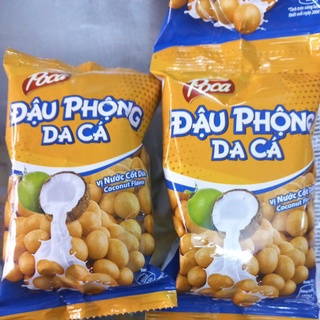 Poca
ĐẬU PHỘNG
DA CÁ
vị Nước Cốt Dừa
Coconut Flavor
Poca
ĐẬU PHỘNG
DA CÁ
vị Nước Cốt Dừa
Coconut Flavor